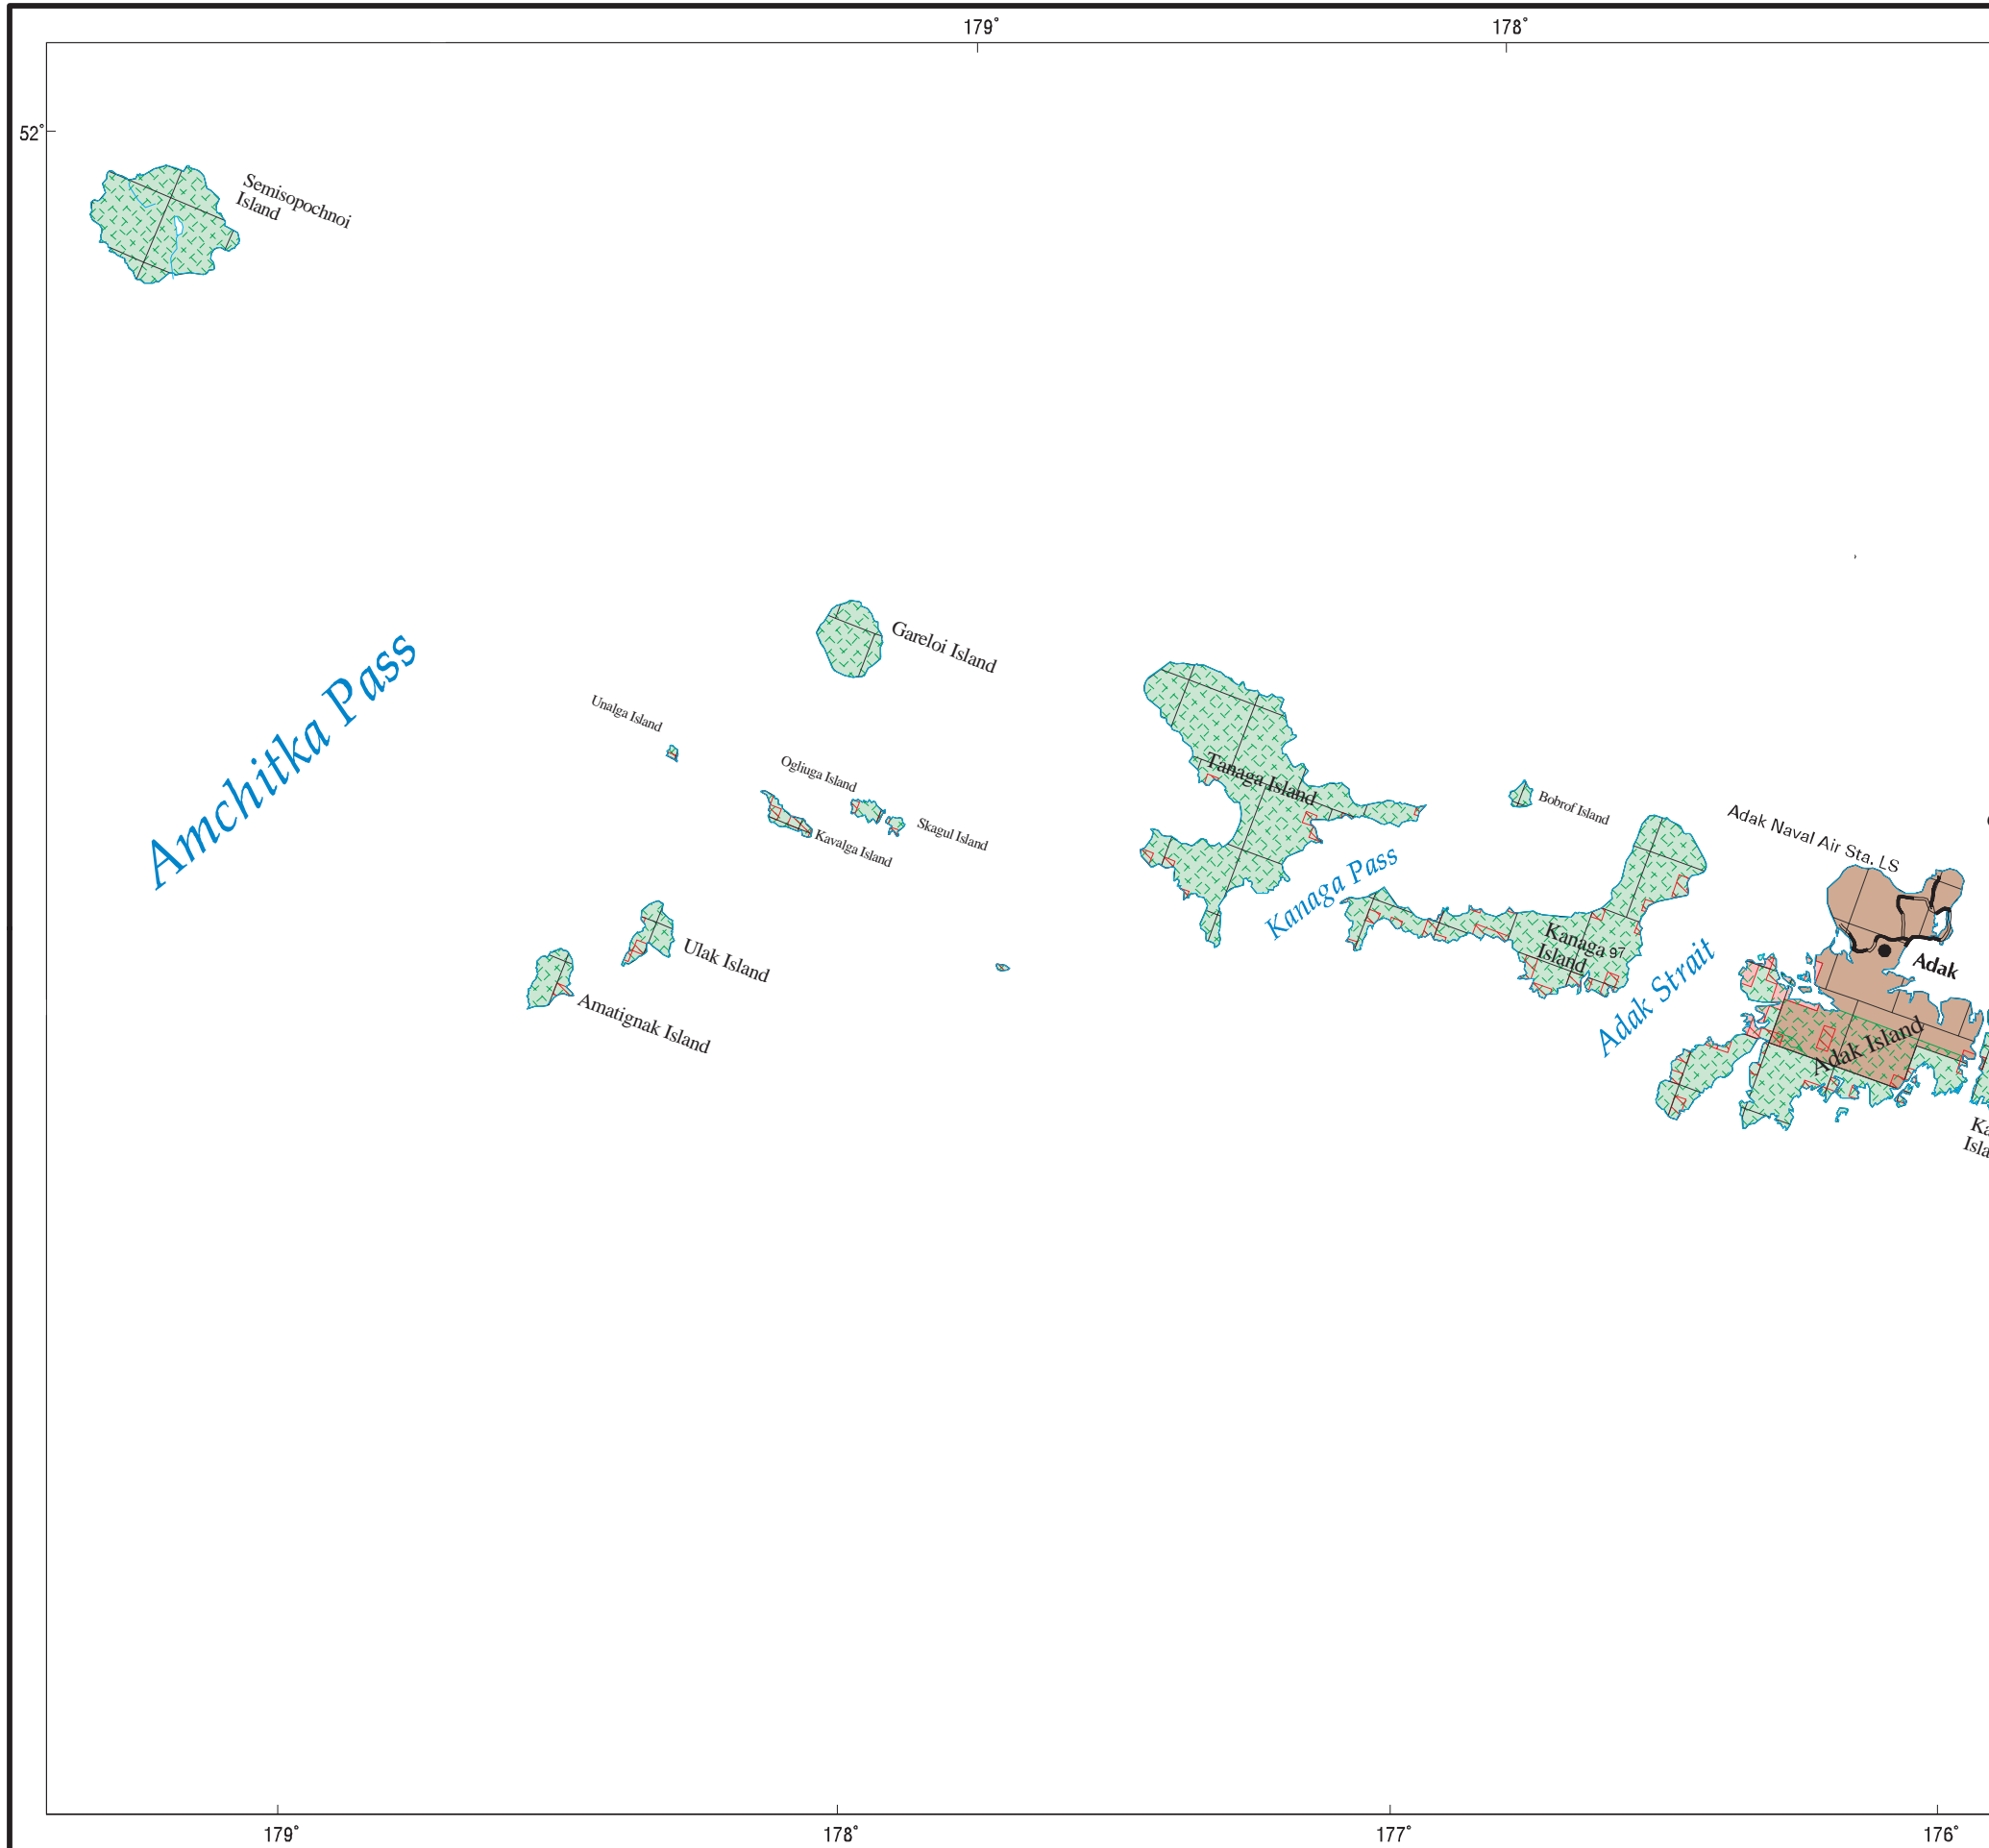 179°
178°
52°
Semisopochnoi
Island
Amchitka Pass
Gareloi Island
Unalga Island
Ogliuga Island
Skagul Island
Kavalga Island
Tanaga Island
Bobrof Island
Adak Naval Air Sta. LS
Kanaga Pass
Kanaga 97
Island
Adak Strait
Adak
Ulak Island
Amatignak Island
Adak Island
Ka
Isla
179°
178°
177°
176°